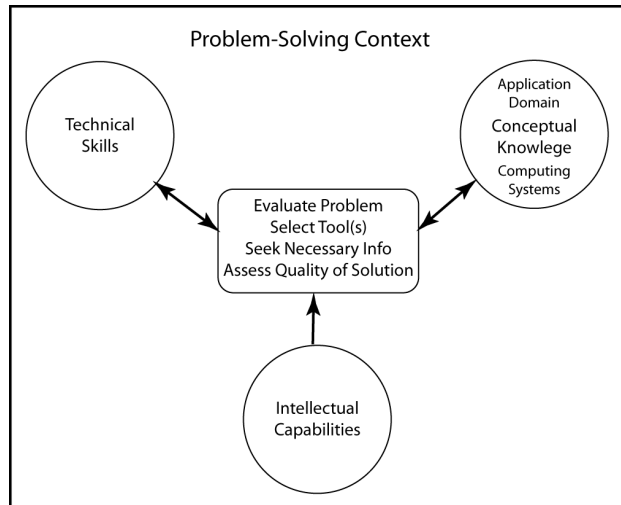 Problem-Solving Context
Technical
Skills
Application
Domain
Conceptual
Knowlege
Computing
Systems
Evaluate Problem
Select Tool(s)
Seek Necessary Info
Assess Quality of Solution
Intellectual
Capabilities